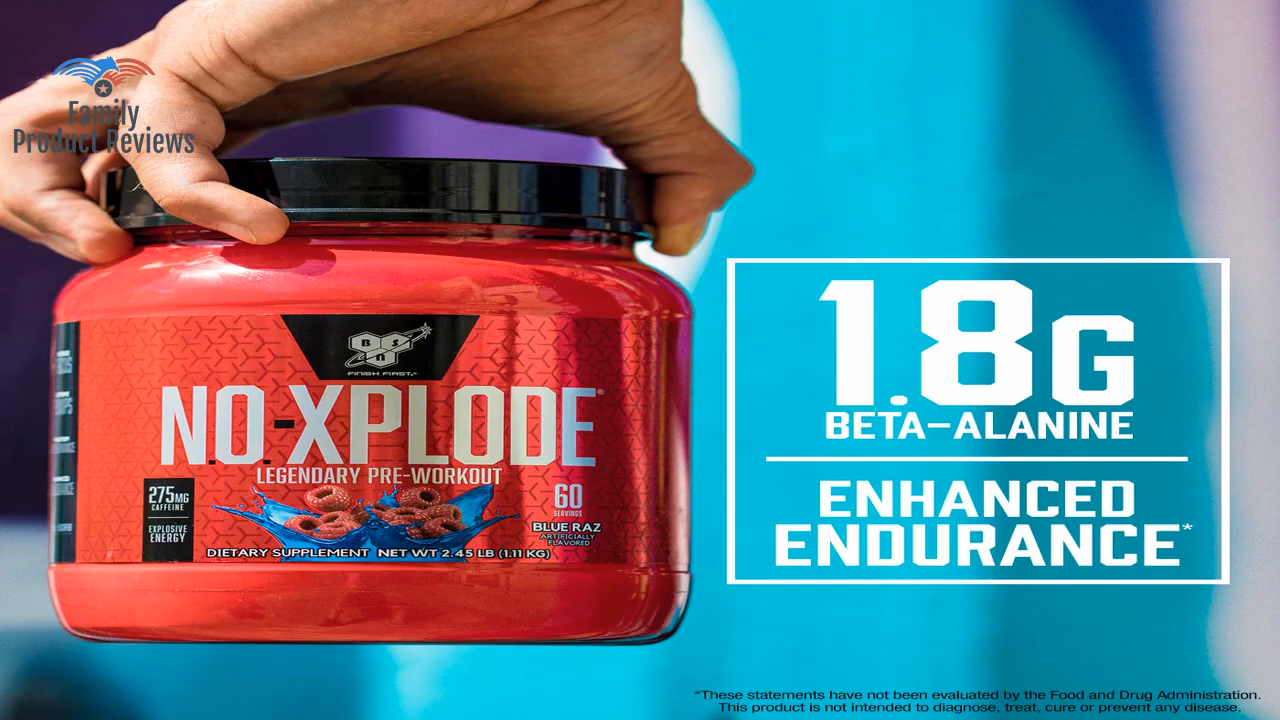 Family
Product Reviews
BSN
FINISH FIRST.®
N.O.-XPLODE®
LEGENDARY PRE-WORKOUT
275MG
CAFFEINE
EXPLOSIVE
ENERGY
60
SERVINGS
BLUE RAZ
ARTIFICIALLY
FLAVORED
DIETARY SUPPLEMENT NET WT 2.45 LB (1.11 KG)
1.8G
BETA-ALANINE
ENHANCED
ENDURANCE*
*These statements have not been evaluated by the Food and Drug Administration.
This product is not intended to diagnose, treat, cure or prevent any disease.